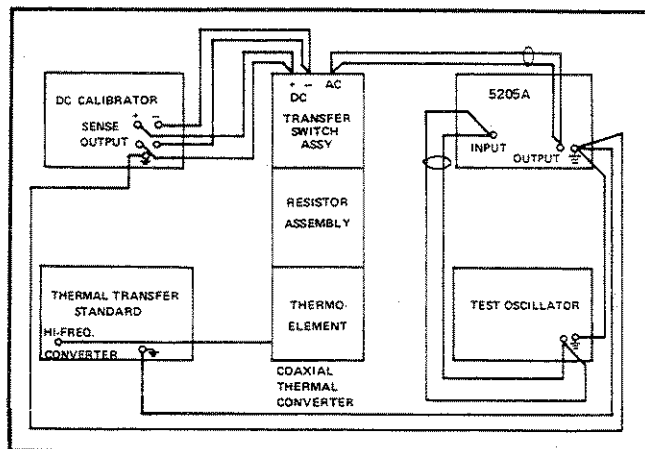 DC CALIBRATOR
+ -
SENSE
OUTPUT
+ -
DC
AC
TRANSFER
SWITCH
ASSY
RESISTOR
ASSEMBLY
THERMO-
ELEMENT
COAXIAL
THERMAL
CONVERTER
5205A
INPUT
OUTPUT
THERMAL TRANSFER
STANDARD
HI-FREQ.
CONVERTER
TEST OSCILLATOR